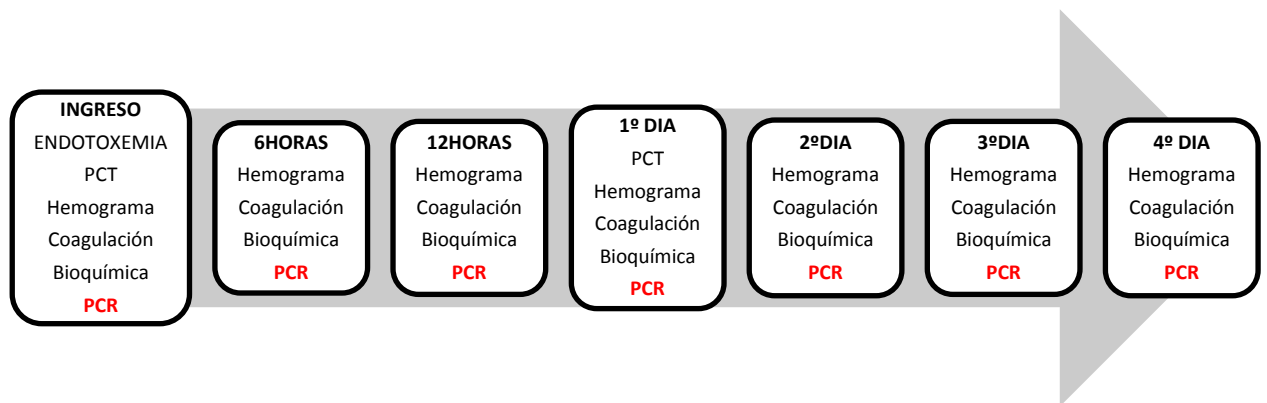 INGRESO
ENDOTOXEMIA
PCT
Hemograma
Coagulación
Bioquímica
PCR
6HORAS
Hemograma
Coagulación
Bioquímica
PCR
12HORAS
Hemograma
Coagulación
Bioquímica
PCR
1º DIA
PCT
Hemograma
Coagulación
Bioquímica
PCR
2ºDIA
Hemograma
Coagulación
Bioquímica
PCR
3ºDIA
Hemograma
Coagulación
Bioquímica
PCR
4º DIA
Hemograma
Coagulación
Bioquímica
PCR